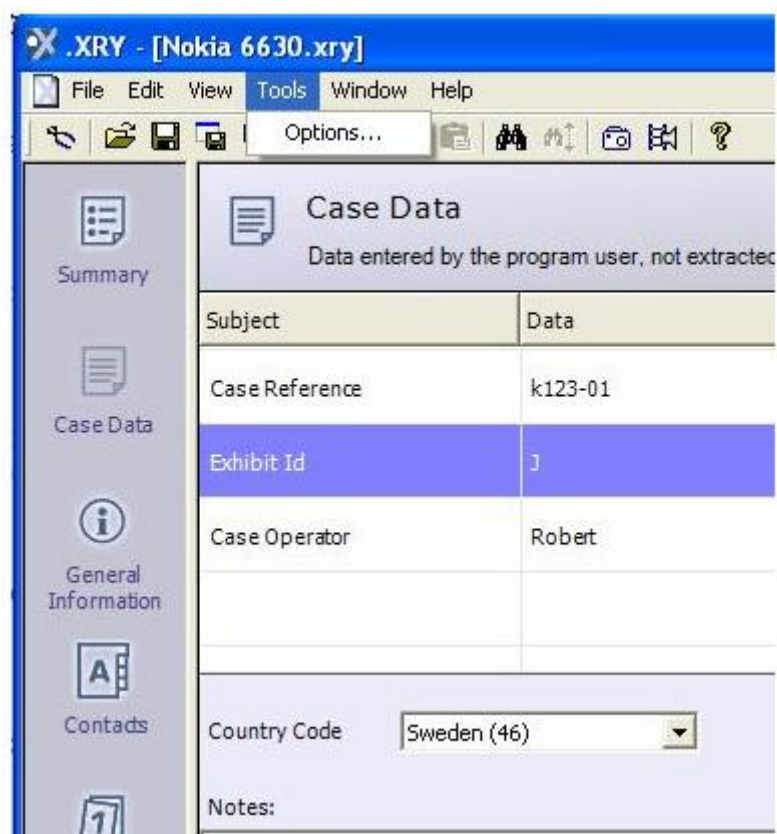 .XRY - [Nokia 6630.xry]
File Edit View Tools Window Help
Options...
Summary
Case Data
General
Information
Contacts
1
Case Data
Data entered by the program user, not extracted
Subject Data
Case Reference k123-01
Exhibit Id J
Case Operator Robert
Country Code Sweden (46)
Notes: